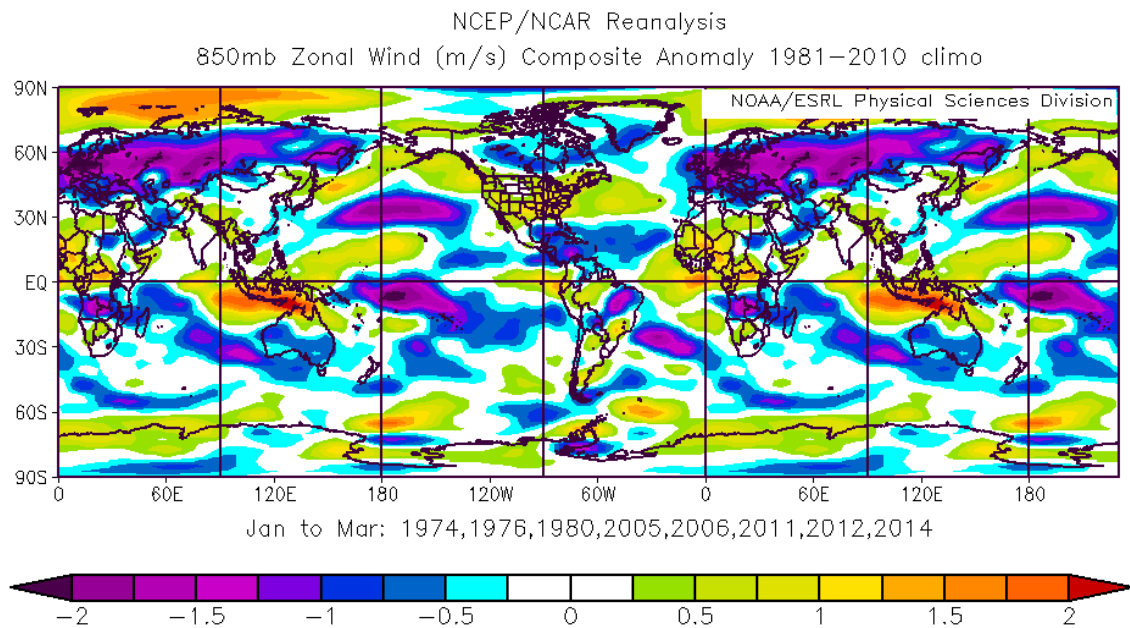 NCEP/NCAR Reanalysis
850mb Zonal Wind (m/s) Composite Anomaly 1981−2010 climo
NOAA/ESRL Physical Sciences Division
90N
60N
30N
EQ
30S
60S
90S
0 60E 120E 180 120W 60W 0 60E 120E 180
Jan to Mar: 1974,1976,1980,2005,2006,2011,2012,2014
−2 −1.5 −1 −0.5 0 0.5 1 1.5 2